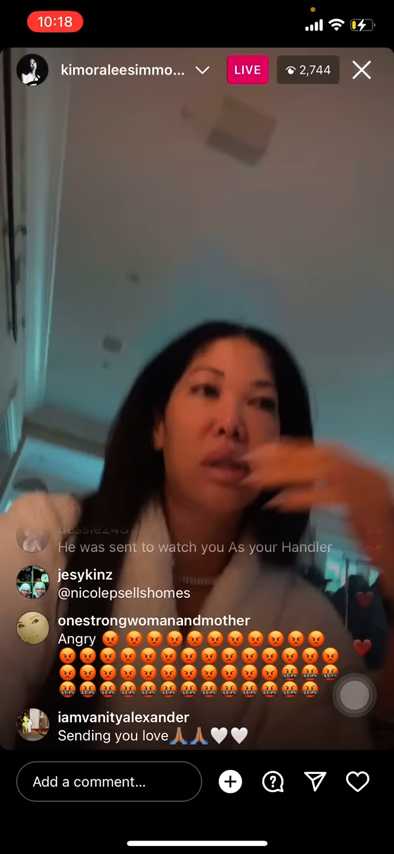 10:18
kimoraleesimmo...
LIVE
2,744
He was sent to watch you As your Handler
jesykinz
@nicolepsellshomes
onestrongwomanandmother
Angry 😡 😡 😡 😡 😡 😡 😡 😡 😡 😡 😡
😡 😡 😡 😡 😡 😡 😡 😡 😡 😡 😡 😡 😡 😡
😡 😡 😡 😡 😡 😡 😡 😡 😡 😡 😡 🤬 🤬 🤬
🤬 🤬 🤬 🤬 🤬 🤬 🤬 🤬 🤬 🤬 🤬 🤬 🤬
iamvanityalexander
Sending you love🙏🏽🙏🏽🤍🤍
Add a comment...